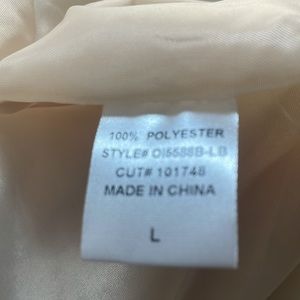 100% POLYESTER
STYLE# OI5588B-LB
CUT# 101748
MADE IN CHINA
L